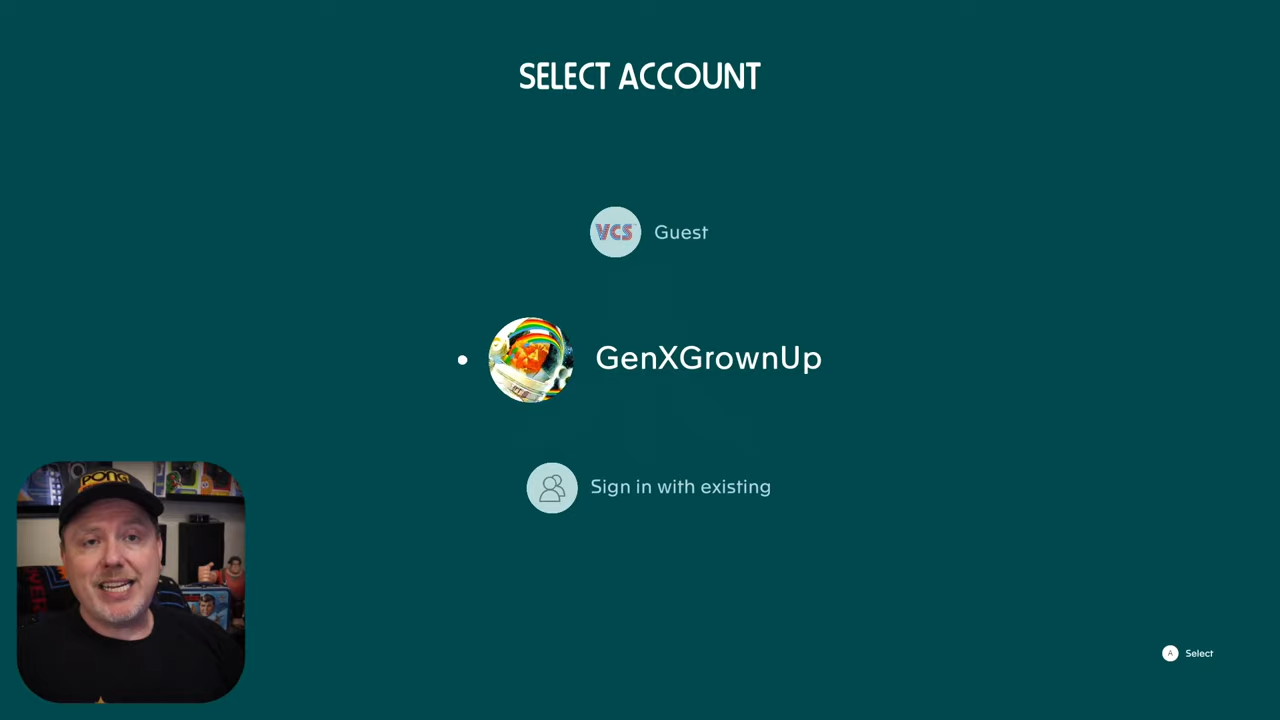 SELECT ACCOUNT
VCS
Guest
GenXGrownUp
Sign in with existing
PONG
A Select